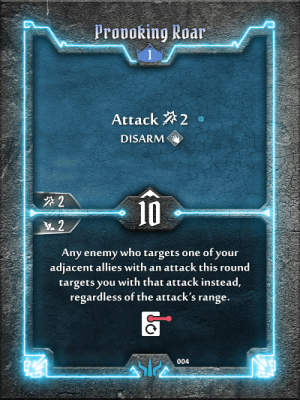 Provoking Roar
1
Attack 2
DISARM
2
10
2
Any enemy who targets one of your
adjacent allies with an attack this round
targets you with that attack instead,
regardless of the attack's range.
004